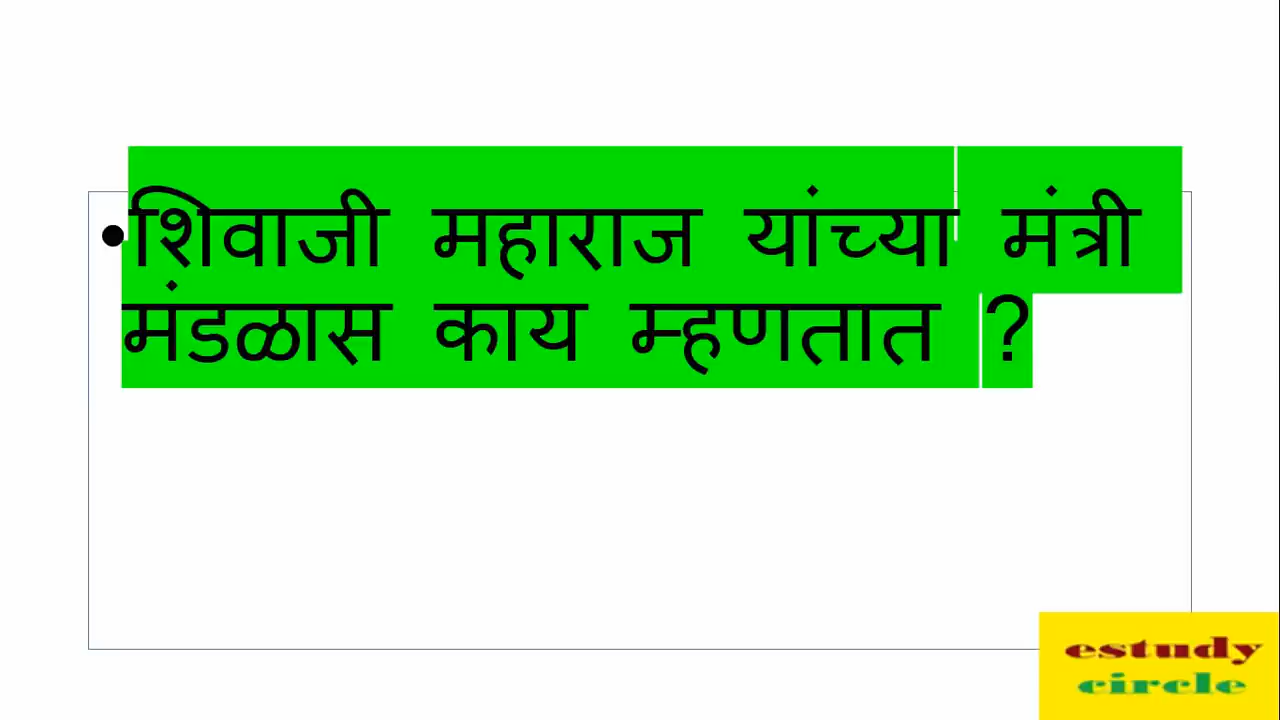 •शिवाजी महाराज यांच्या मंत्री
मंडळास काय म्हणतात ?
estudy
circle